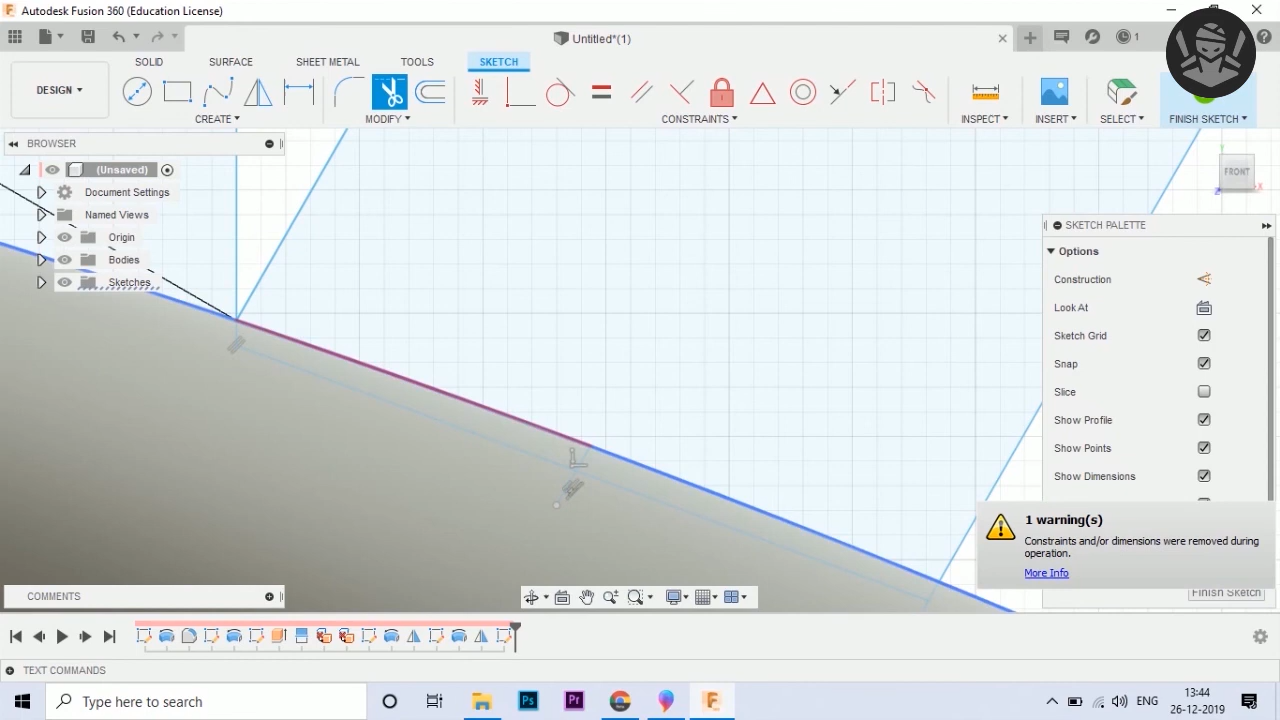 Autodesk Fusion 360 (Education License)
Untitled*(1)
1
SOLID SURFACE SHEET METAL TOOLS SKETCH
DESIGN
CREATE MODIFY CONSTRAINTS INSPECT INSERT SELECT FINISH SKETCH
BROWSER
(Unsaved)
Document Settings
Named Views
Origin
Bodies
Sketches
FRONT
Y
X
Z
SKETCH PALETTE
Options
Construction
Look At
Sketch Grid
Snap
Slice
Show Profile
Show Points
Show Dimensions
1 warning(s)
Constraints and/or dimensions were removed during
operation.
More Info
Finish Sketch
COMMENTS
TEXT COMMANDS
Type here to search
Ps
Pr
ENG
13:44
26-12-2019